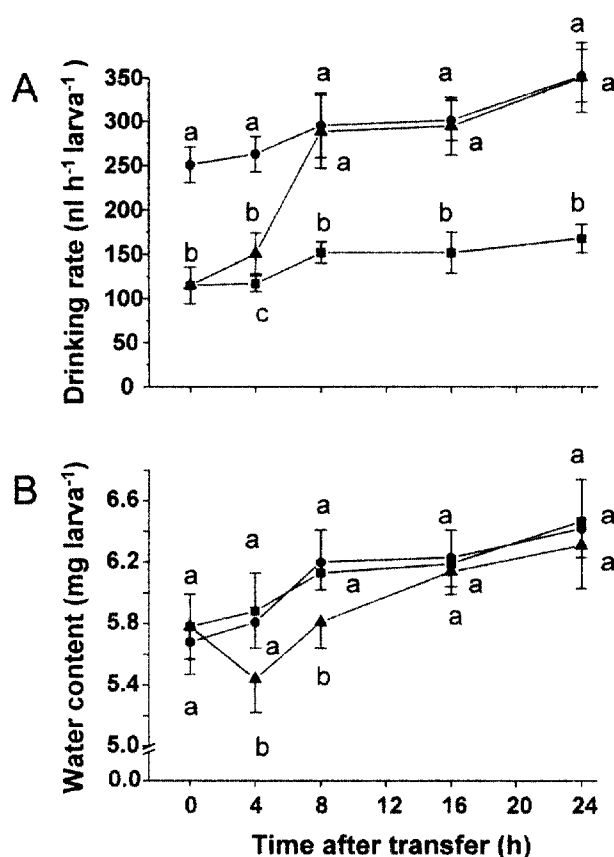 A
Drinking rate (nl h⁻¹ larva⁻¹)
350
300
250
200
150
100
50
0
a
a
a
a
a
a
a
a
b
b
b
b
b
c
B
Water content (mg larva⁻¹)
6.6
6.2
5.8
5.4
5.0
0.0
a
a
a
a
a
a
a
a
a
a
a
a
b
b
0
4
8
12
16
20
24
Time after transfer (h)